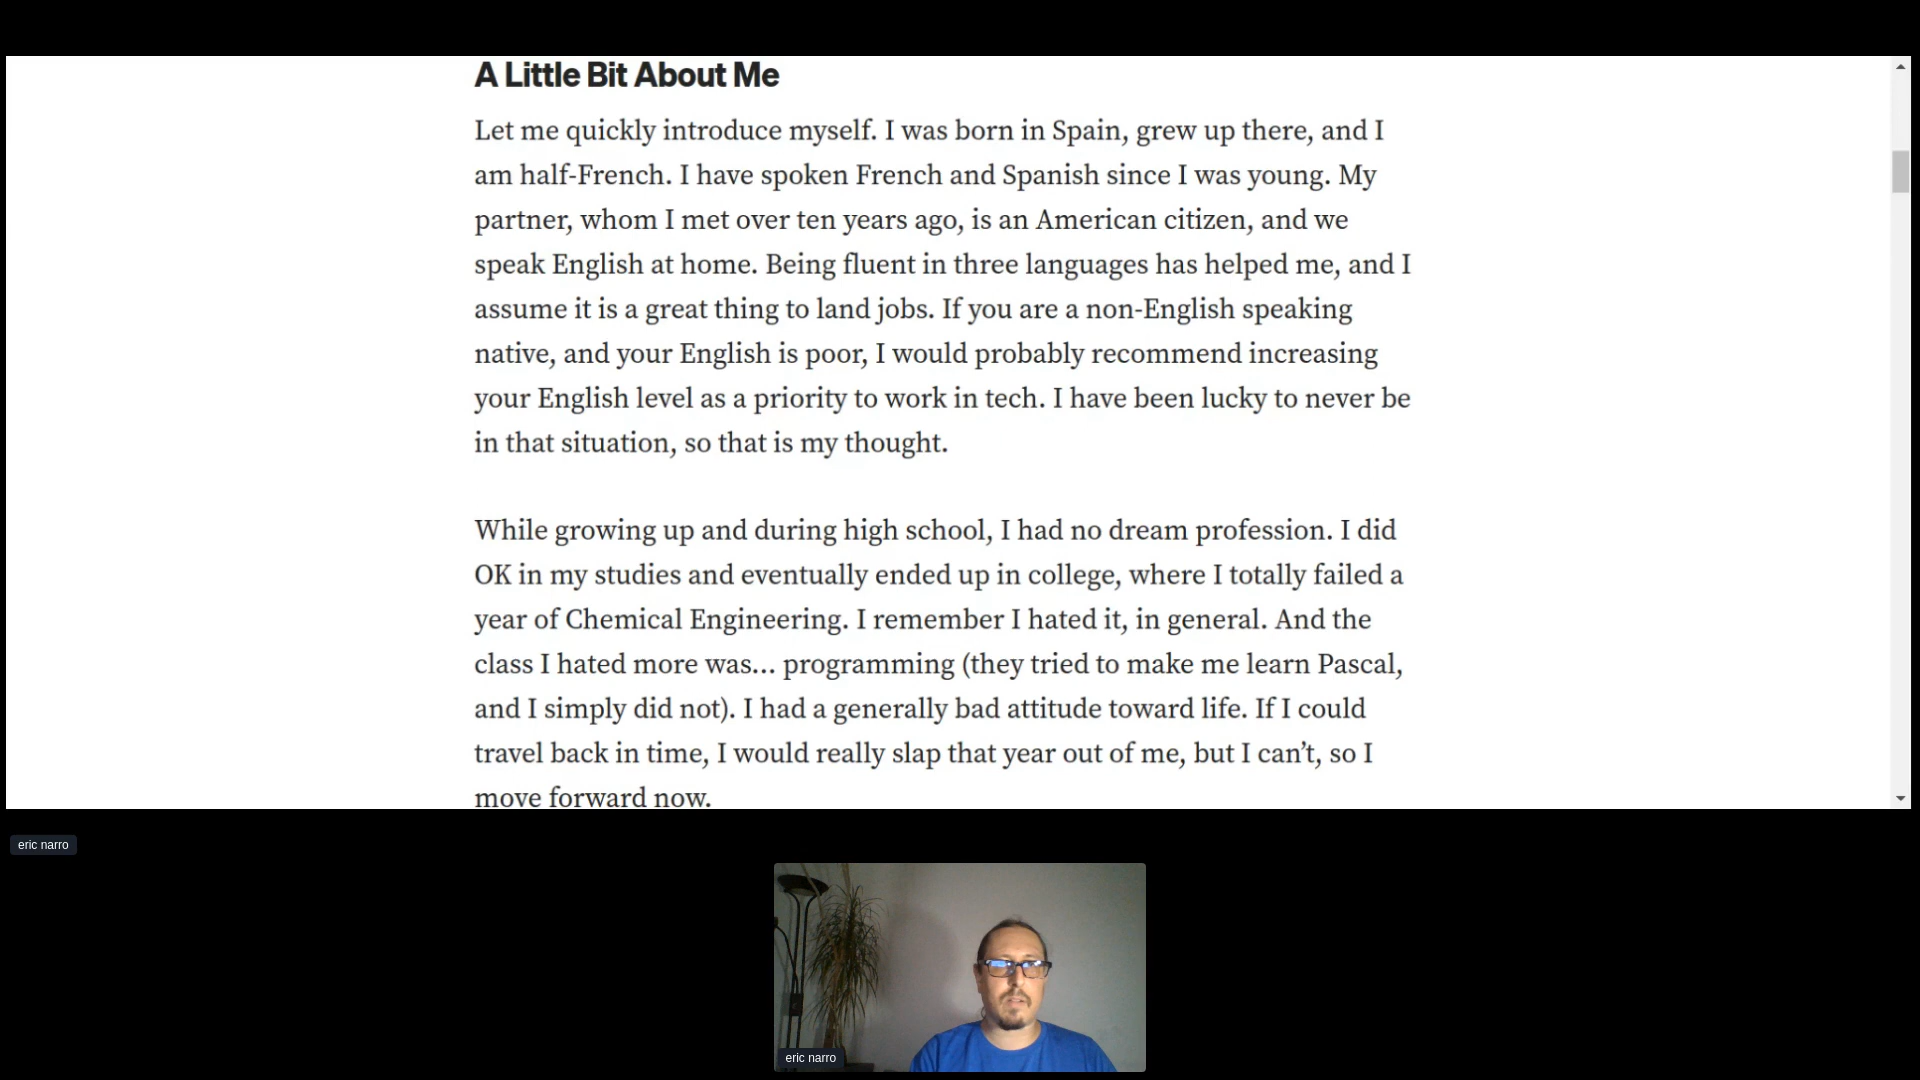 A Little Bit About Me
Let me quickly introduce myself. I was born in Spain, grew up there, and I
am half-French. I have spoken French and Spanish since I was young. My
partner, whom I met over ten years ago, is an American citizen, and we
speak English at home. Being fluent in three languages has helped me, and I
assume it is a great thing to land jobs. If you are a non-English speaking
native, and your English is poor, I would probably recommend increasing
your English level as a priority to work in tech. I have been lucky to never be
in that situation, so that is my thought.
While growing up and during high school, I had no dream profession. I did
OK in my studies and eventually ended up in college, where I totally failed a
year of Chemical Engineering. I remember I hated it, in general. And the
class I hated more was… programming (they tried to make me learn Pascal,
and I simply did not). I had a generally bad attitude toward life. If I could
travel back in time, I would really slap that year out of me, but I can’t, so I
move forward now.
eric narro
eric narro